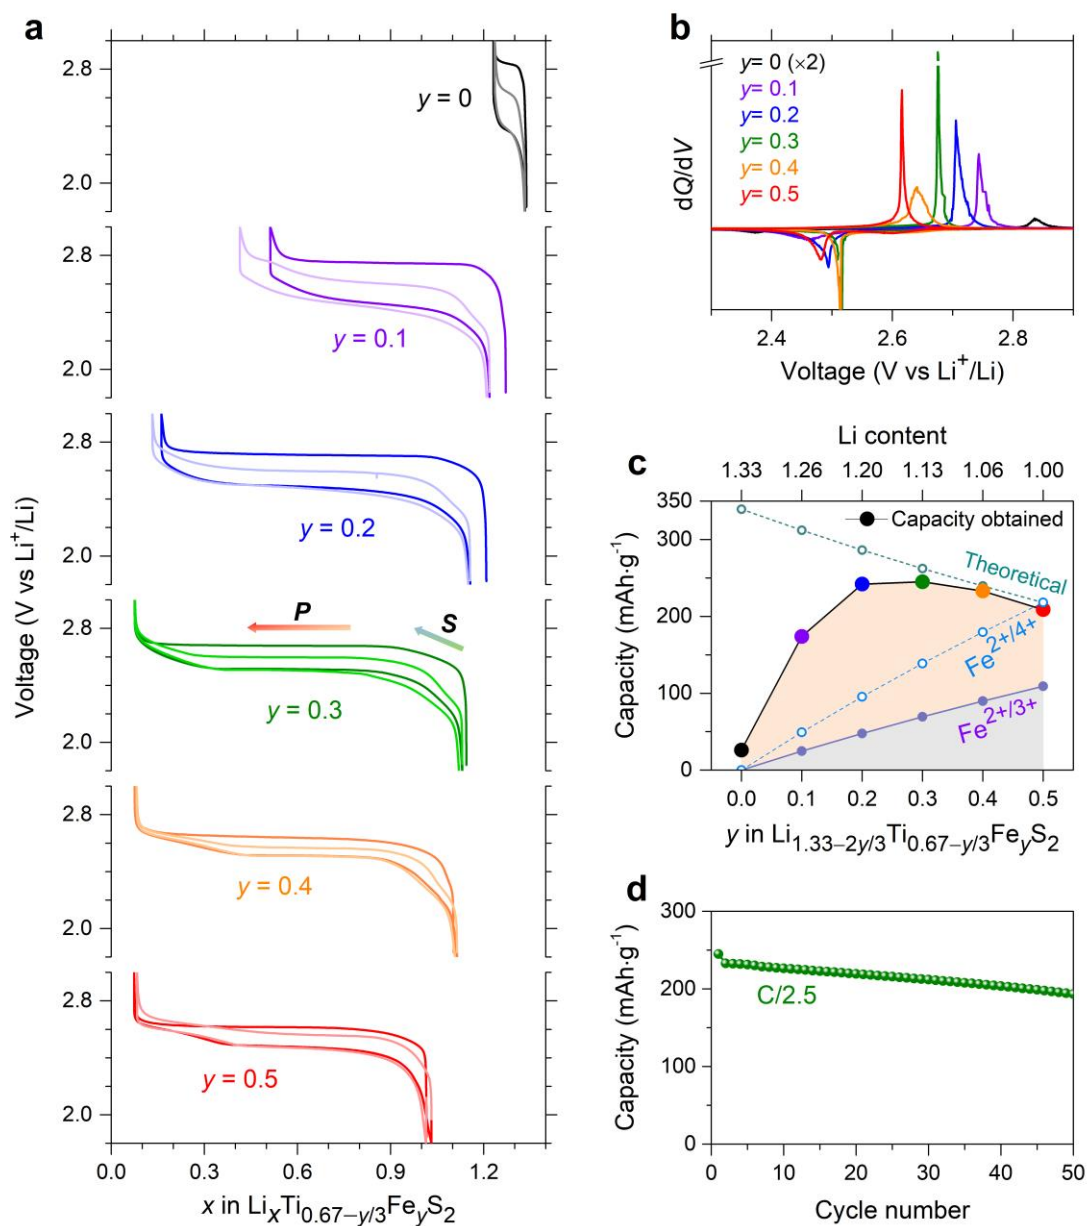 a
2.8
y = 0
2.0
2.8
y = 0.1
2.0
2.8
y = 0.2
2.0
Voltage (V vs Li⁺/Li)
2.8
P
S
y = 0.3
2.0
2.8
y = 0.4
2.0
2.8
y = 0.5
2.0
0.0 0.3 0.6 0.9 1.2
x in LiₓTi₀.₆₇₋y/₃FeyS₂
b
y= 0 (×2)
y= 0.1
y= 0.2
y= 0.3
y= 0.4
y= 0.5
dQ/dV
2.4 2.6 2.8
Voltage (V vs Li⁺/Li)
Li content
c
1.33 1.26 1.20 1.13 1.06 1.00
350
300
200
100
0
Capacity (mAh·g⁻¹)
Capacity obtained
Theoretical
Fe²⁺/⁴⁺
Fe²⁺/³⁺
0.0 0.1 0.2 0.3 0.4 0.5
y in Li₁.₃₃₋₂y/₃Ti₀.₆₇₋y/₃FeyS₂
d
300
200
100
0
Capacity (mAh·g⁻¹)
C/2.5
0 10 20 30 40 50
Cycle number